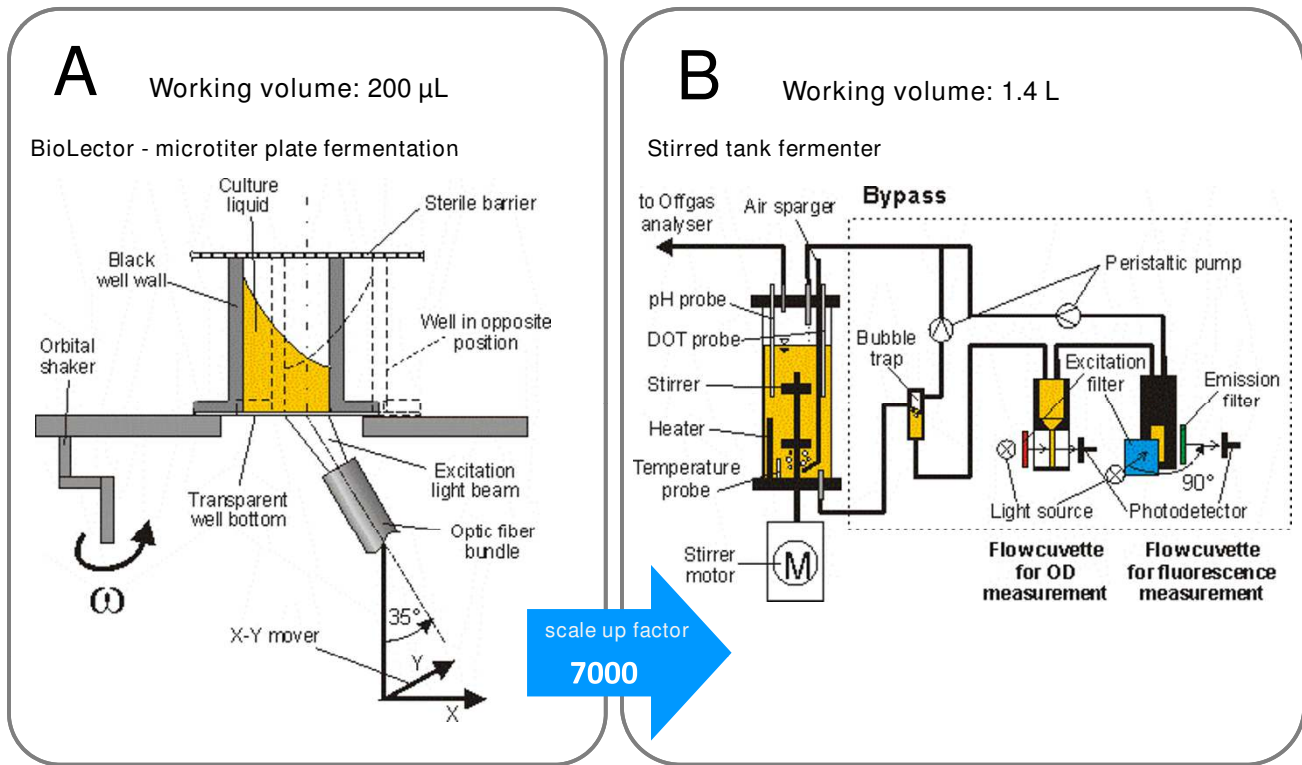 A
Working volume: 200 µL
BioLector - microtiter plate fermentation
Culture
liquid
Sterile barrier
Black
well wall
Well in opposite
position
Orbital
shaker
Transparent
well bottom
Excitation
light beam
Optic fiber
bundle
ω
35°
X-Y mover
Y
X
scale up factor
7000
B
Working volume: 1.4 L
Stirred tank fermenter
to Offgas
analyser
Air sparger
Bypass
pH probe
DOT probe
Stirrer
Heater
Temperature
probe
Stirrer
motor
M
Peristaltic pump
Bubble
trap
Excitation
filter
Emission
filter
90°
Light source
Photodetector
Flowcuvette
for OD
measurement
Flowcuvette
for fluorescence
measurement